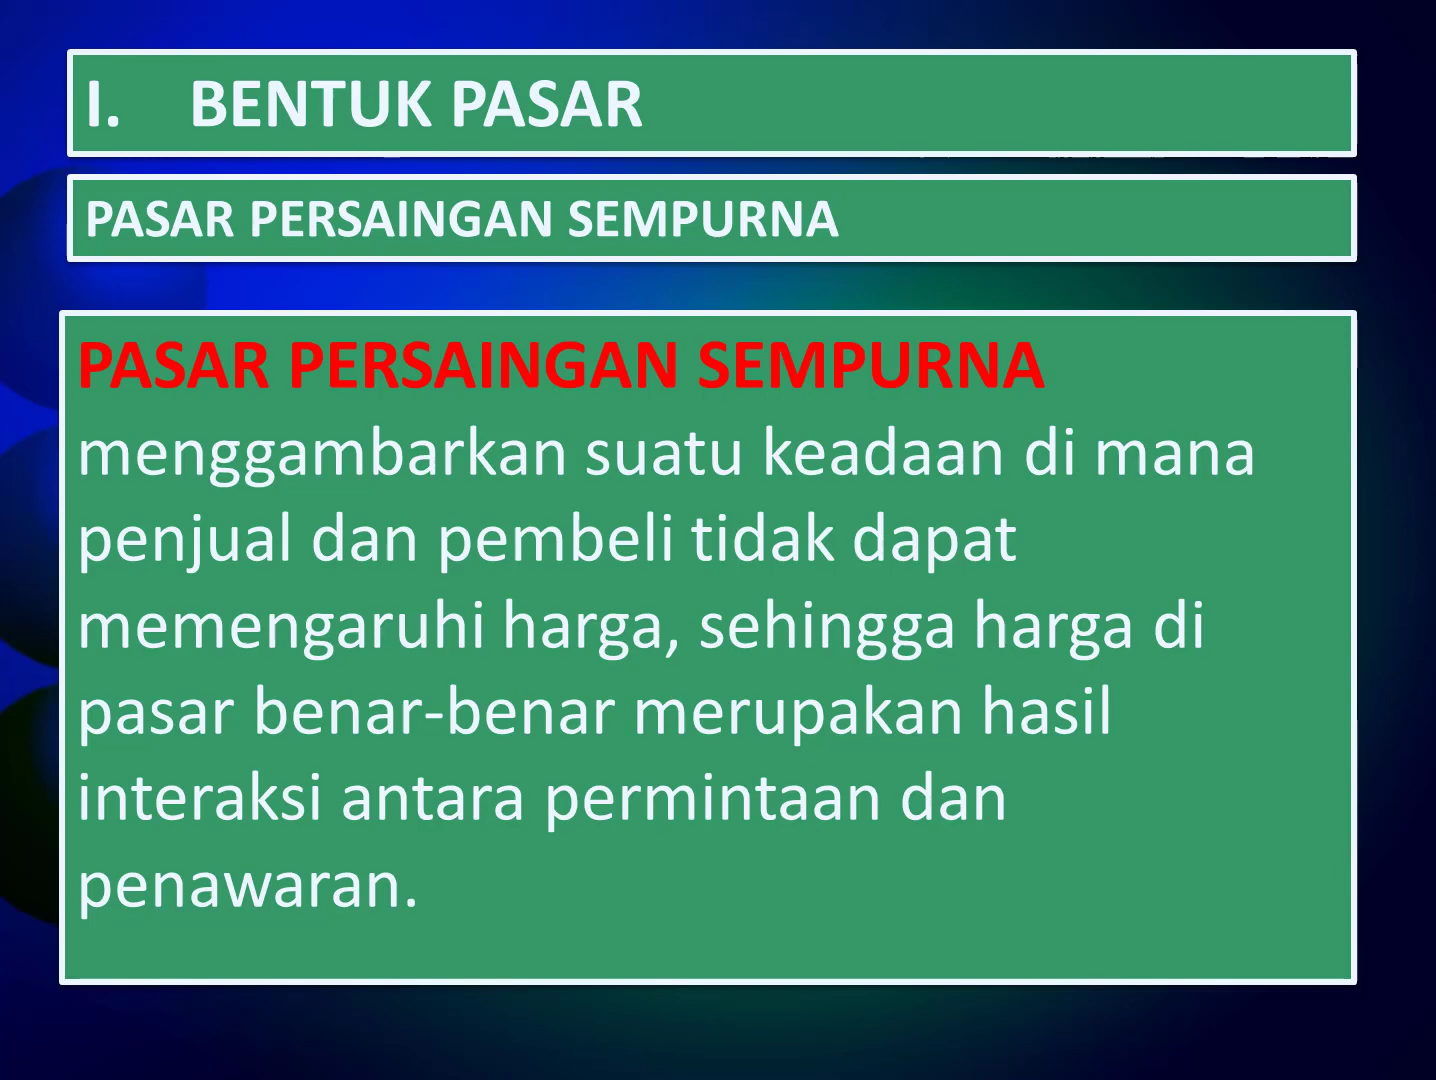 I. BENTUK PASAR
PASAR PERSAINGAN SEMPURNA
PASAR PERSAINGAN SEMPURNA
menggambarkan suatu keadaan di mana
penjual dan pembeli tidak dapat
memengaruhi harga, sehingga harga di
pasar benar-benar merupakan hasil
interaksi antara permintaan dan
penawaran.